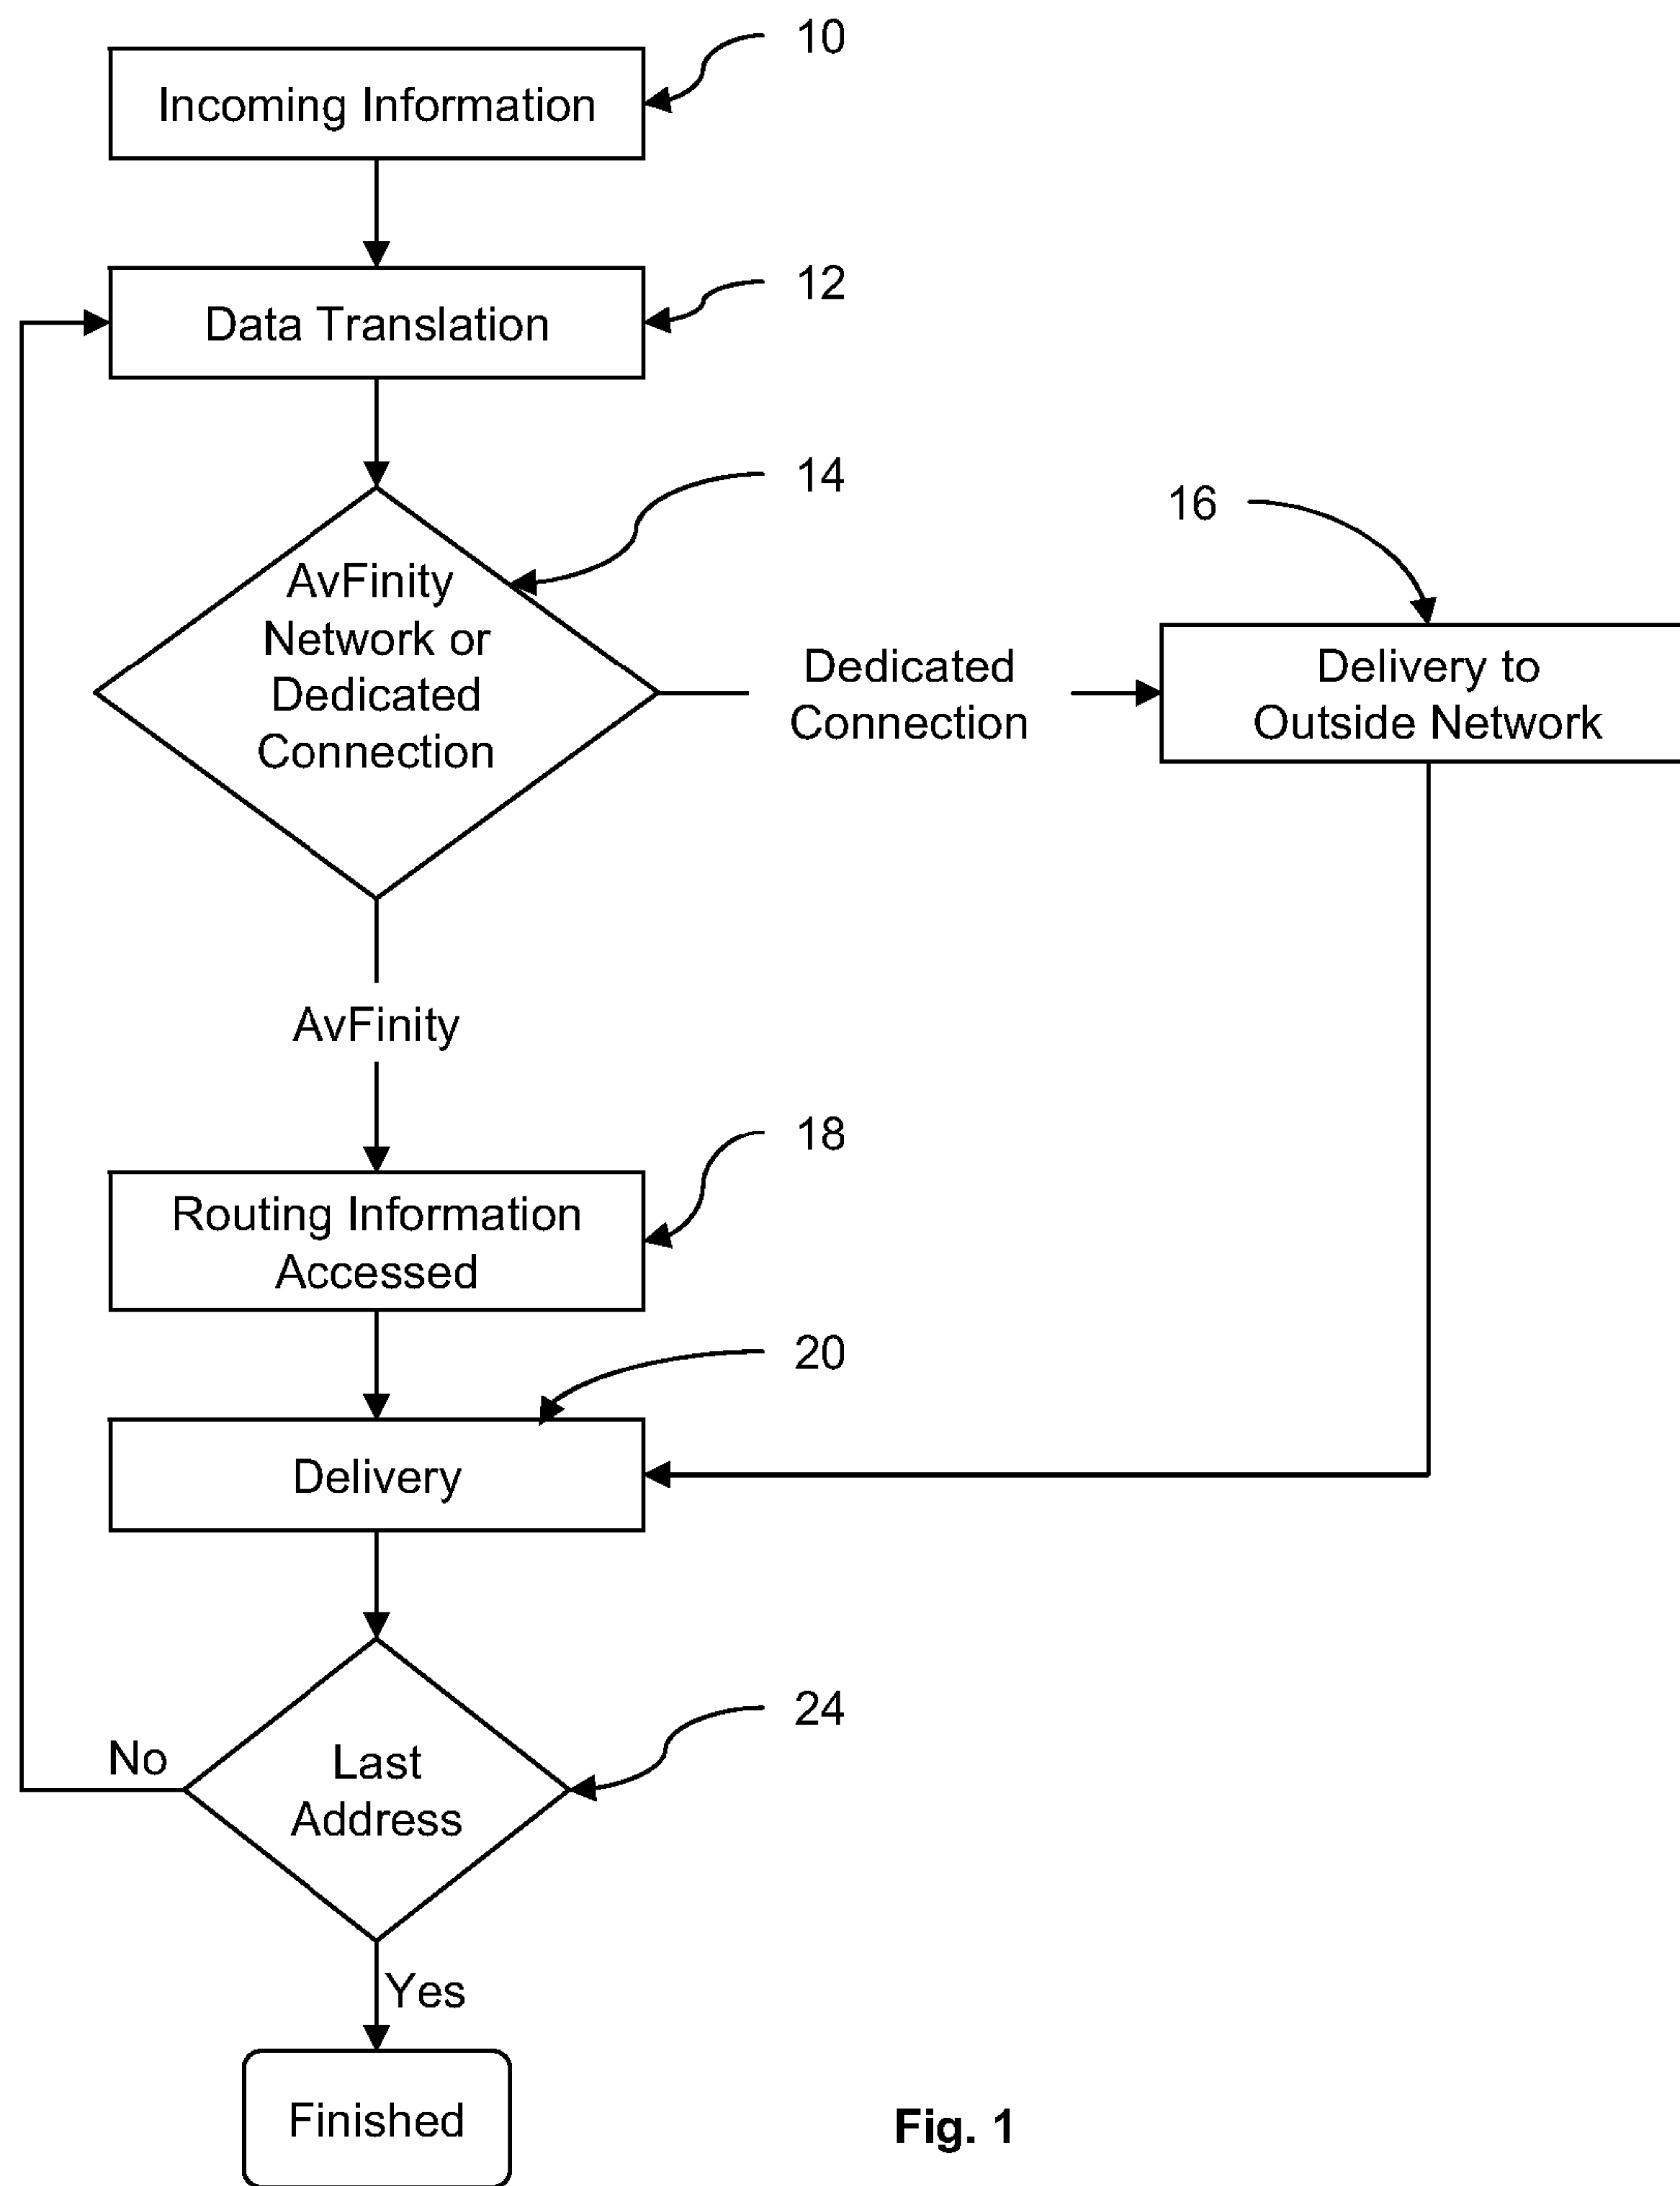 10
Incoming Information
12
Data Translation
14
16
AvFinity
Network or
Dedicated
Connection
Dedicated
Connection
Delivery to
Outside Network
AvFinity
18
Routing Information
Accessed
20
Delivery
24
No
Last
Address
Yes
Finished
Fig. 1